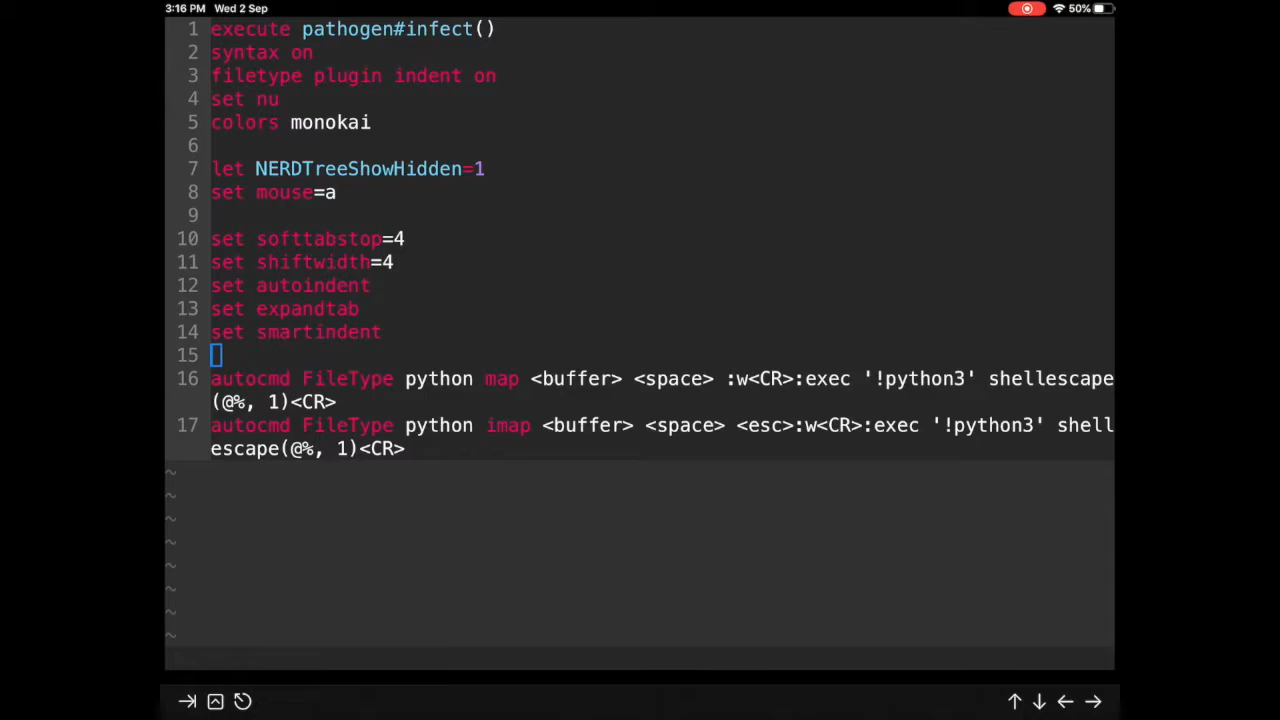 3:16 PM Wed 2 Sep 50%
1 execute pathogen#infect()
2 syntax on
3 filetype plugin indent on
4 set nu
5 colors monokai
6
7 let NERDTreeShowHidden=1
8 set mouse=a
9
10 set softtabstop=4
11 set shiftwidth=4
12 set autoindent
13 set expandtab
14 set smartindent
15
16 autocmd FileType python map <buffer> <space> :w<CR>:exec '!python3' shellescape
(@%, 1)<CR>
17 autocmd FileType python imap <buffer> <space> <esc>:w<CR>:exec '!python3' shell
escape(@%, 1)<CR>
~
~
~
~
~
~
~
~